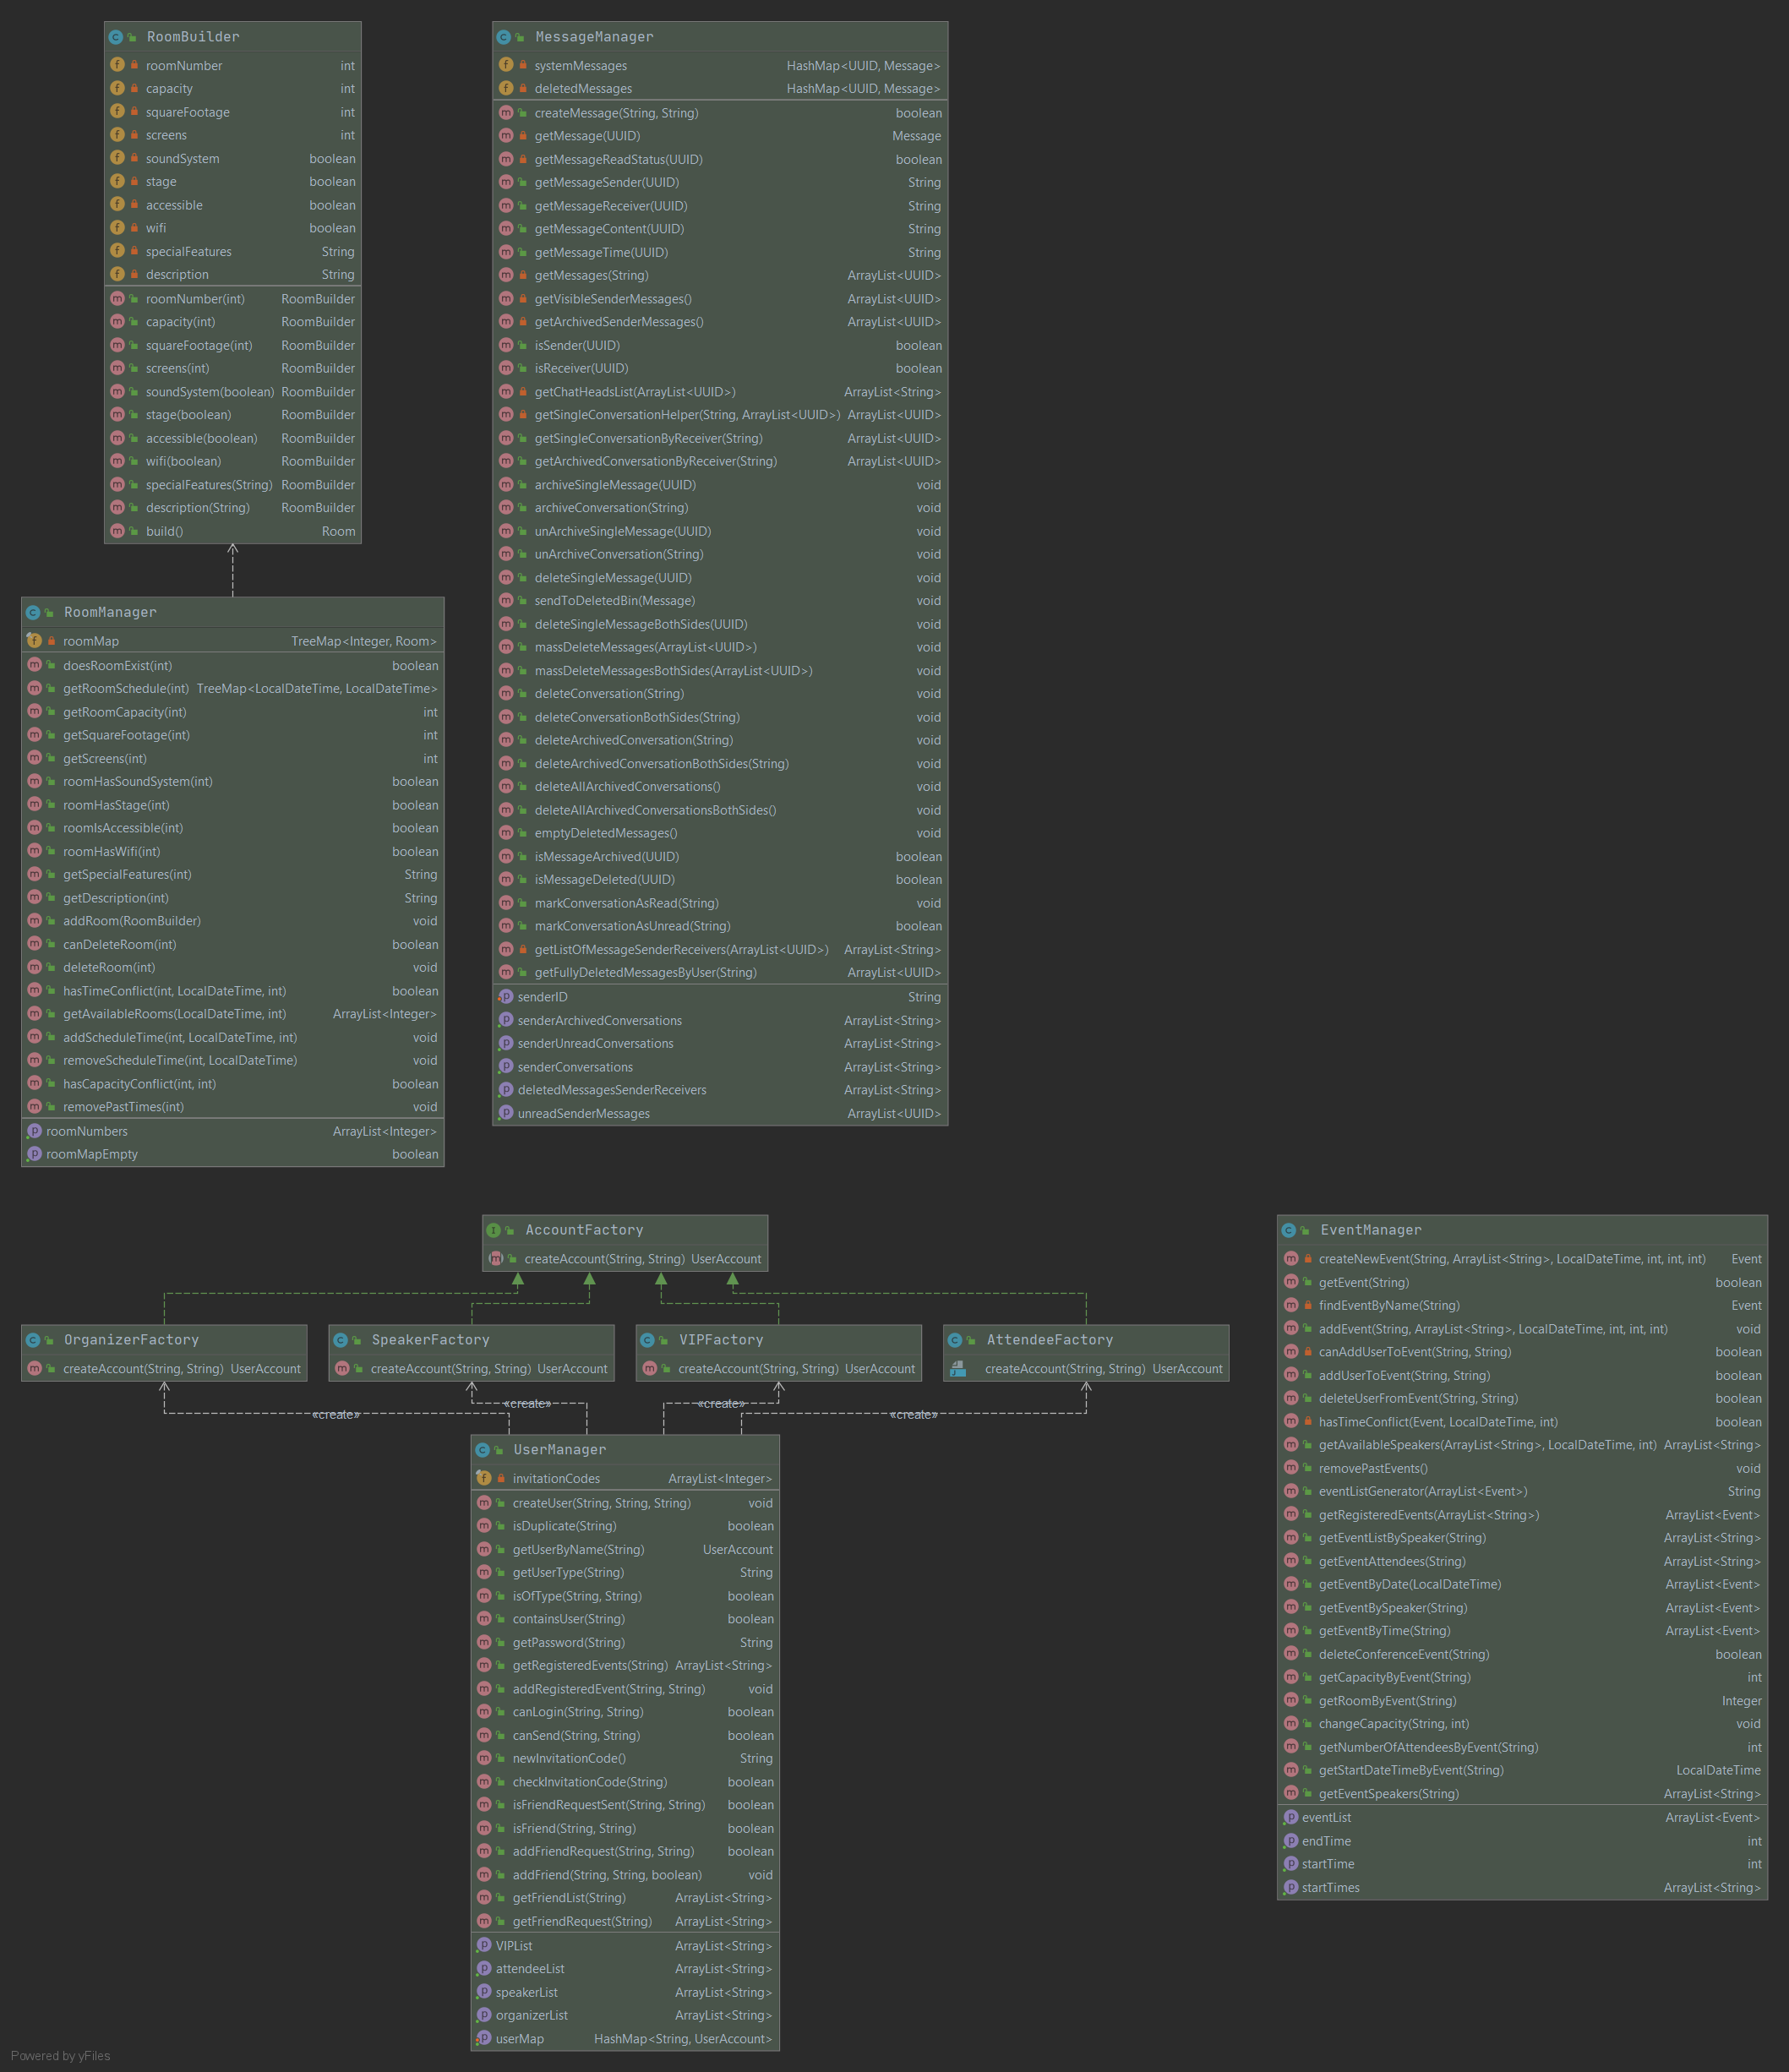 RoomBuilder
roomNumber int
capacity int
squareFootage int
screens int
soundSystem boolean
stage boolean
accessible boolean
wifi boolean
specialFeatures String
description String
roomNumber(int) RoomBuilder
capacity(int) RoomBuilder
squareFootage(int) RoomBuilder
screens(int) RoomBuilder
soundSystem(boolean) RoomBuilder
stage(boolean) RoomBuilder
accessible(boolean) RoomBuilder
wifi(boolean) RoomBuilder
specialFeatures(String) RoomBuilder
description(String) RoomBuilder
build() Room
RoomManager
roomMap TreeMap<Integer, Room>
doesRoomExist(int) boolean
getRoomSchedule(int) TreeMap<LocalDateTime, LocalDateTime>
getRoomCapacity(int) int
getSquareFootage(int) int
getScreens(int) int
roomHasSoundSystem(int) boolean
roomHasStage(int) boolean
roomIsAccessible(int) boolean
roomHasWifi(int) boolean
getSpecialFeatures(int) String
getDescription(int) String
addRoom(RoomBuilder) void
canDeleteRoom(int) boolean
deleteRoom(int) void
hasTimeConflict(int, LocalDateTime, int) boolean
getAvailableRooms(LocalDateTime, int) ArrayList<Integer>
addScheduleTime(int, LocalDateTime, int) void
removeScheduleTime(int, LocalDateTime) void
hasCapacityConflict(int, int) boolean
removePastTimes(int) void
roomNumbers ArrayList<Integer>
roomMapEmpty boolean
MessageManager
systemMessages HashMap<UUID, Message>
deletedMessages HashMap<UUID, Message>
createMessage(String, String) boolean
getMessage(UUID) Message
getMessageReadStatus(UUID) boolean
getMessageSender(UUID) String
getMessageReceiver(UUID) String
getMessageContent(UUID) String
getMessageTime(UUID) String
getMessages(String) ArrayList<UUID>
getVisibleSenderMessages() ArrayList<UUID>
getArchivedSenderMessages() ArrayList<UUID>
isSender(UUID) boolean
isReceiver(UUID) boolean
getChatHeadsList(ArrayList<UUID>) ArrayList<String>
getSingleConversationHelper(String, ArrayList<UUID>) ArrayList<UUID>
getSingleConversationByReceiver(String) ArrayList<UUID>
getArchivedConversationByReceiver(String) ArrayList<UUID>
archiveSingleMessage(UUID) void
archiveConversation(String) void
unArchiveSingleMessage(UUID) void
unArchiveConversation(String) void
deleteSingleMessage(UUID) void
sendToDeletedBin(Message) void
deleteSingleMessageBothSides(UUID) void
massDeleteMessages(ArrayList<UUID>) void
massDeleteMessagesBothSides(ArrayList<UUID>) void
deleteConversation(String) void
deleteConversationBothSides(String) void
deleteArchivedConversation(String) void
deleteArchivedConversationBothSides(String) void
deleteAllArchivedConversations() void
deleteAllArchivedConversationsBothSides() void
emptyDeletedMessages() void
isMessageArchived(UUID) boolean
isMessageDeleted(UUID) boolean
markConversationAsRead(String) void
markConversationAsUnread(String) boolean
getListOfMessageSenderReceivers(ArrayList<UUID>) ArrayList<String>
getFullyDeletedMessagesByUser(String) ArrayList<UUID>
senderID String
senderArchivedConversations ArrayList<String>
senderUnreadConversations ArrayList<String>
senderConversations ArrayList<String>
deletedMessagesSenderReceivers ArrayList<String>
unreadSenderMessages ArrayList<UUID>
AccountFactory
createAccount(String, String) UserAccount
OrganizerFactory
createAccount(String, String) UserAccount
SpeakerFactory
createAccount(String, String) UserAccount
VIPFactory
createAccount(String, String) UserAccount
AttendeeFactory
createAccount(String, String) UserAccount
«create»
«create»
«create»
«create»
UserManager
invitationCodes ArrayList<Integer>
createUser(String, String, String) void
isDuplicate(String) boolean
getUserByName(String) UserAccount
getUserType(String) String
isOfType(String, String) boolean
containsUser(String) boolean
getPassword(String) String
getRegisteredEvents(String) ArrayList<String>
addRegisteredEvent(String, String) void
canLogin(String, String) boolean
canSend(String, String) boolean
newInvitationCode() String
checkInvitationCode(String) boolean
isFriendRequestSent(String, String) boolean
isFriend(String, String) boolean
addFriendRequest(String, String) boolean
addFriend(String, String, boolean) void
getFriendList(String) ArrayList<String>
getFriendRequest(String) ArrayList<String>
VIPList ArrayList<String>
attendeeList ArrayList<String>
speakerList ArrayList<String>
organizerList ArrayList<String>
userMap HashMap<String, UserAccount>
EventManager
createNewEvent(String, ArrayList<String>, LocalDateTime, int, int, int) Event
getEvent(String) boolean
findEventByName(String) Event
addEvent(String, ArrayList<String>, LocalDateTime, int, int, int) void
canAddUserToEvent(String, String) boolean
addUserToEvent(String, String) boolean
deleteUserFromEvent(String, String) boolean
hasTimeConflict(Event, LocalDateTime, int) boolean
getAvailableSpeakers(ArrayList<String>, LocalDateTime, int) ArrayList<String>
removePastEvents() void
eventListGenerator(ArrayList<Event>) String
getRegisteredEvents(ArrayList<String>) ArrayList<Event>
getEventListBySpeaker(String) ArrayList<String>
getEventAttendees(String) ArrayList<String>
getEventByDate(LocalDateTime) ArrayList<Event>
getEventBySpeaker(String) ArrayList<Event>
getEventByTime(String) ArrayList<Event>
deleteConferenceEvent(String) boolean
getCapacityByEvent(String) int
getRoomByEvent(String) Integer
changeCapacity(String, int) void
getNumberOfAttendeesByEvent(String) int
getStartDateTimeByEvent(String) LocalDateTime
getEventSpeakers(String) ArrayList<String>
eventList ArrayList<Event>
endTime int
startTime int
startTimes ArrayList<String>
Powered by yFiles